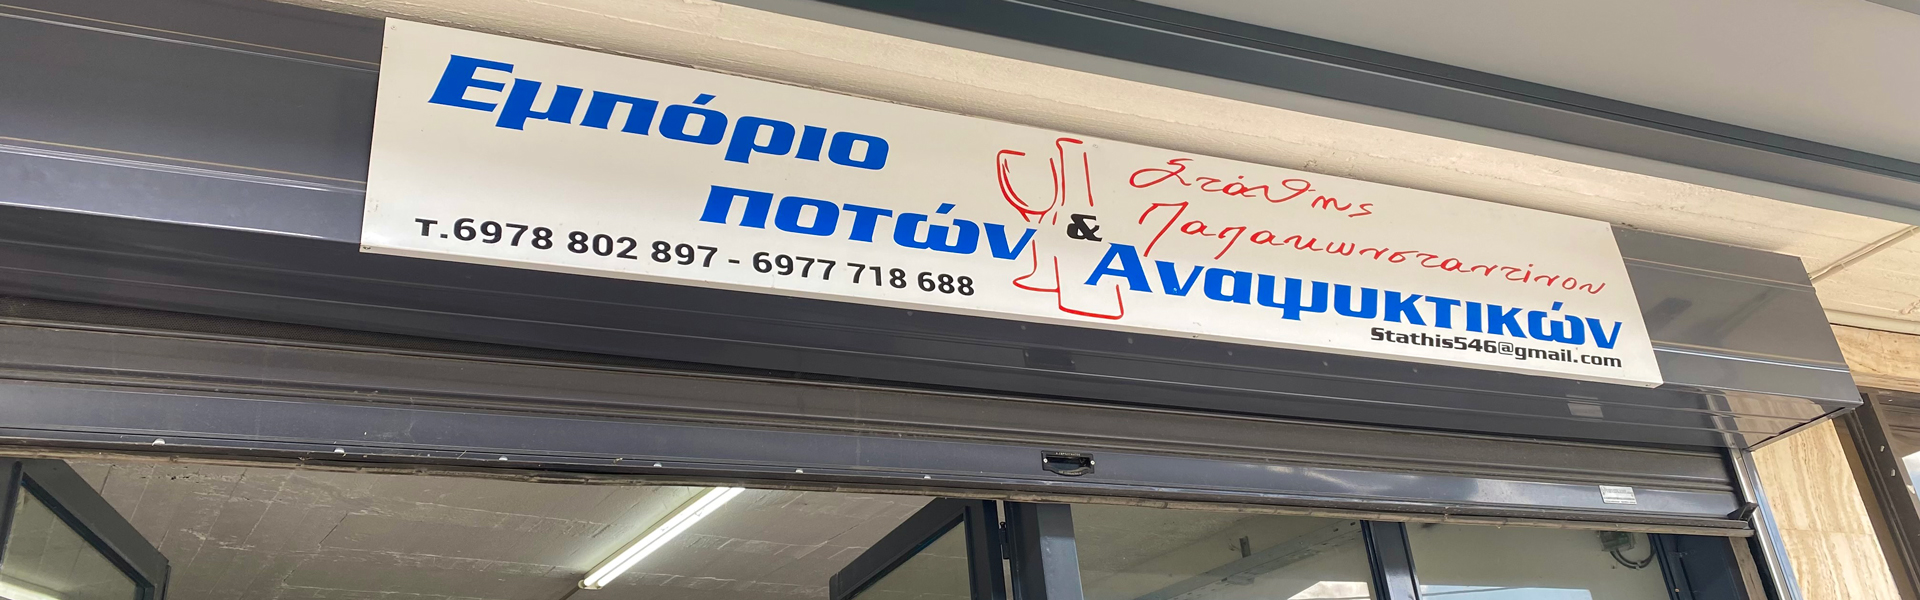 Εμπόριο
ποτών & Αναψυκτικών
Στάθης
Παπακωνσταντίνου
τ.6978 802 897 - 6977 718 688
Stathis546@gmail.com